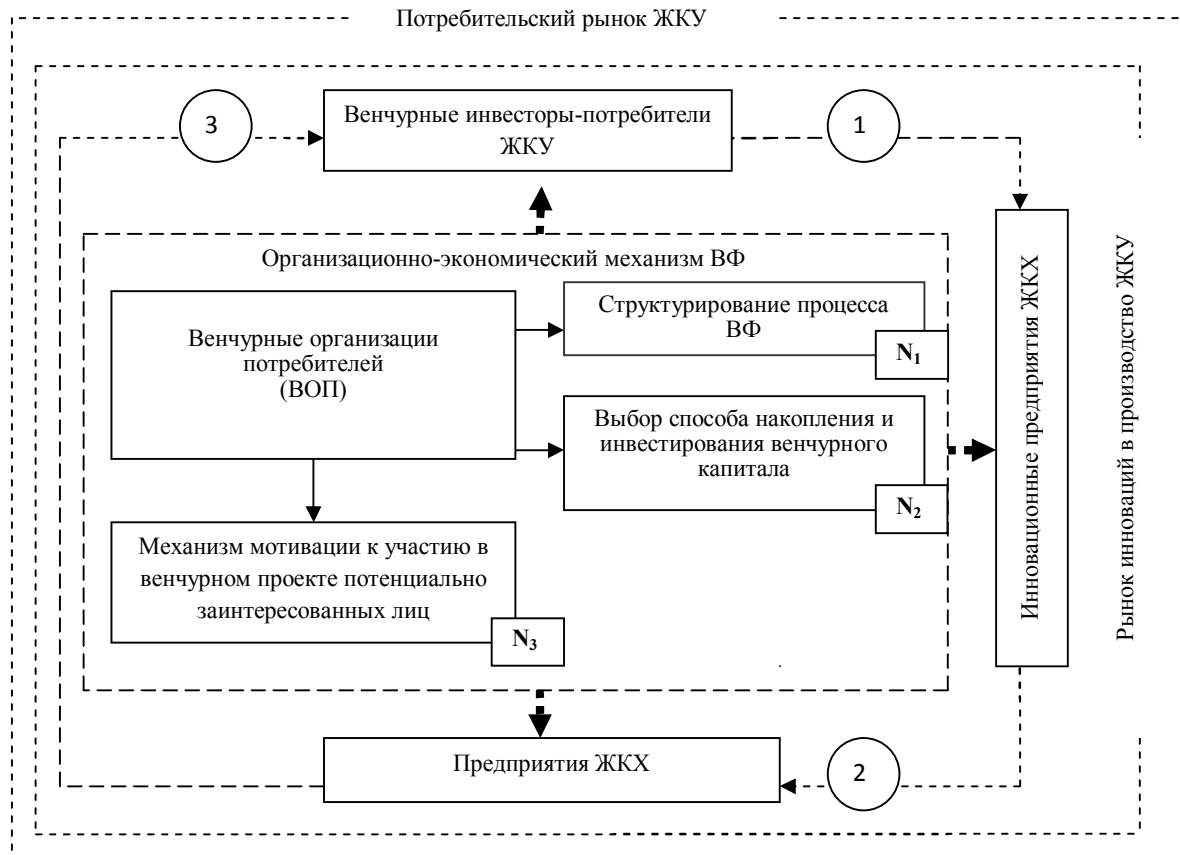 Потребительский рынок ЖКУ
3
Венчурные инвесторы-потребители
ЖКУ
1
Организационно-экономический механизм ВФ
Венчурные организации
потребителей
(ВОП)
Структурирование процесса
ВФ
N₁
Выбор способа накопления и
инвестирования венчурного
капитала
N₂
Механизм мотивации к участию в
венчурном проекте потенциально
заинтересованных лиц
N₃
Инновационные предприятия ЖКХ
Рынок инноваций в производство ЖКУ
Предприятия ЖКХ
2